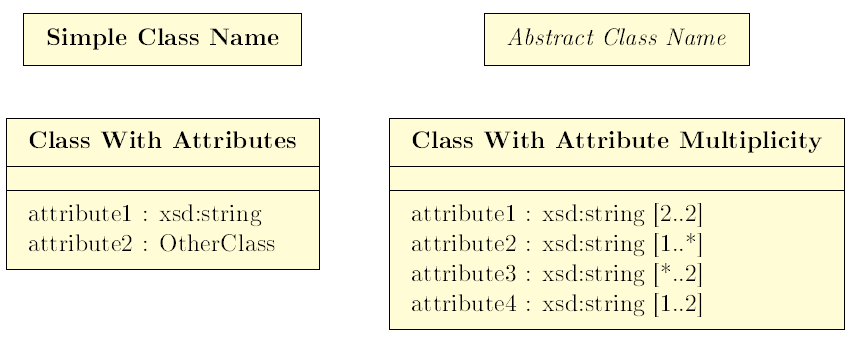 Simple Class Name
Abstract Class Name
Class With Attributes
attribute1 : xsd:string
attribute2 : OtherClass
Class With Attribute Multiplicity
attribute1 : xsd:string [2..2]
attribute2 : xsd:string [1..*]
attribute3 : xsd:string [*..2]
attribute4 : xsd:string [1..2]